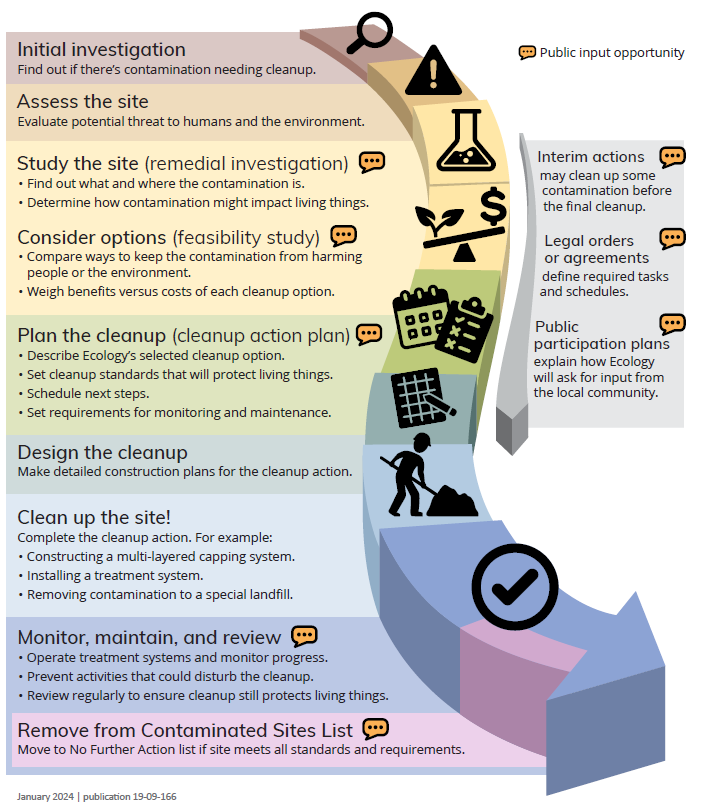 Initial investigation
Find out if there's contamination needing cleanup.
Assess the site
Evaluate potential threat to humans and the environment.
Study the site (remedial investigation)
• Find out what and where the contamination is.
• Determine how contamination might impact living things.
Consider options (feasibility study)
• Compare ways to keep the contamination from harming
people or the environment.
• Weigh benefits versus costs of each cleanup option.
Plan the cleanup (cleanup action plan)
• Describe Ecology's selected cleanup option.
• Set cleanup standards that will protect living things.
• Schedule next steps.
• Set requirements for monitoring and maintenance.
Design the cleanup
Make detailed construction plans for the cleanup action.
Clean up the site!
Complete the cleanup action. For example:
• Constructing a multi-layered capping system.
• Installing a treatment system.
• Removing contamination to a special landfill.
Monitor, maintain, and review
• Operate treatment systems and monitor progress.
• Prevent activities that could disturb the cleanup.
• Review regularly to ensure cleanup still protects living things.
Remove from Contaminated Sites List
Move to No Further Action list if site meets all standards and requirements.
$
Public input opportunity
Interim actions
may clean up some
contamination before
the final cleanup.
Legal orders
or agreements
define required tasks
and schedules.
Public
participation plans
explain how Ecology
will ask for input from
the local community.
January 2024 | publication 19-09-166